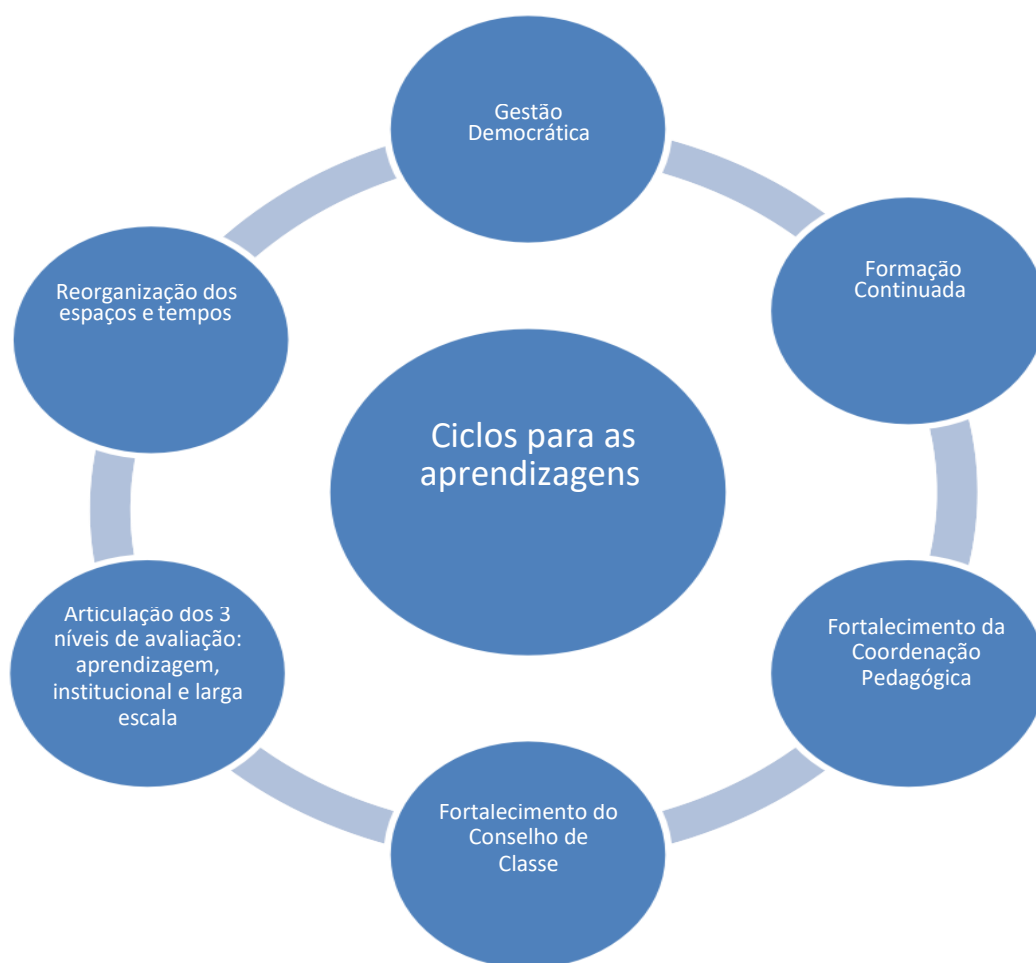 Gestão
Democrática
Formação
Continuada
Reorganização dos
espaços e tempos
Ciclos para as
aprendizagens
Articulação dos 3
níveis de avaliação:
aprendizagem,
institucional e larga
escala
Fortalecimento da
Coordenação
Pedagógica
Fortalecimento do
Conselho de
Classe